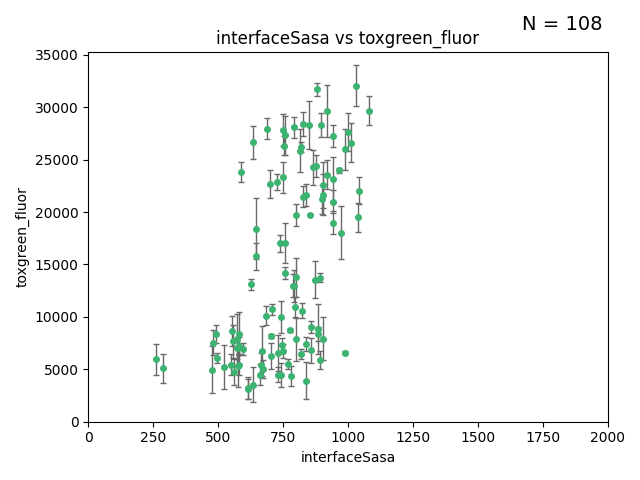 N = 108
interfaceSasa vs toxgreen_fluor
35000
30000
25000
20000
15000
10000
5000
0
toxgreen_fluor
0 250 500 750 1000 1250 1500 1750 2000
interfaceSasa